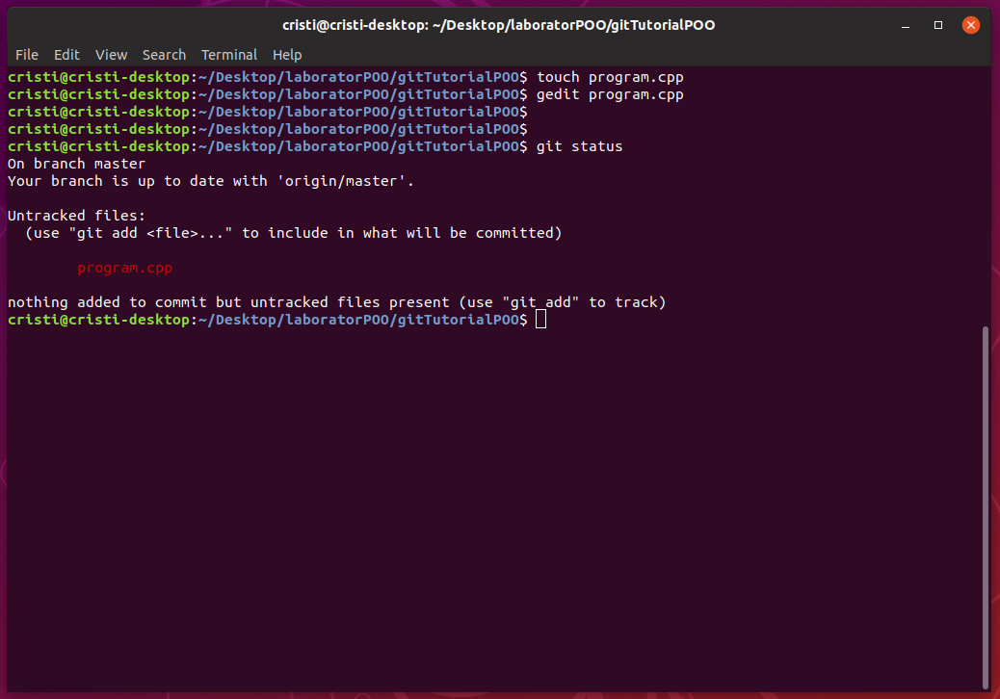 cristi@cristi-desktop: ~/Desktop/laboratorPOO/gitTutorialPOO
File Edit View Search Terminal Help
cristi@cristi-desktop:~/Desktop/laboratorPOO/gitTutorialPOO$ touch program.cpp
cristi@cristi-desktop:~/Desktop/laboratorPOO/gitTutorialPOO$ gedit program.cpp
cristi@cristi-desktop:~/Desktop/laboratorPOO/gitTutorialPOO$
cristi@cristi-desktop:~/Desktop/laboratorPOO/gitTutorialPOO$
cristi@cristi-desktop:~/Desktop/laboratorPOO/gitTutorialPOO$ git status
On branch master
Your branch is up to date with 'origin/master'.
Untracked files:
  (use "git add <file>..." to include in what will be committed)
        program.cpp
nothing added to commit but untracked files present (use "git add" to track)
cristi@cristi-desktop:~/Desktop/laboratorPOO/gitTutorialPOO$